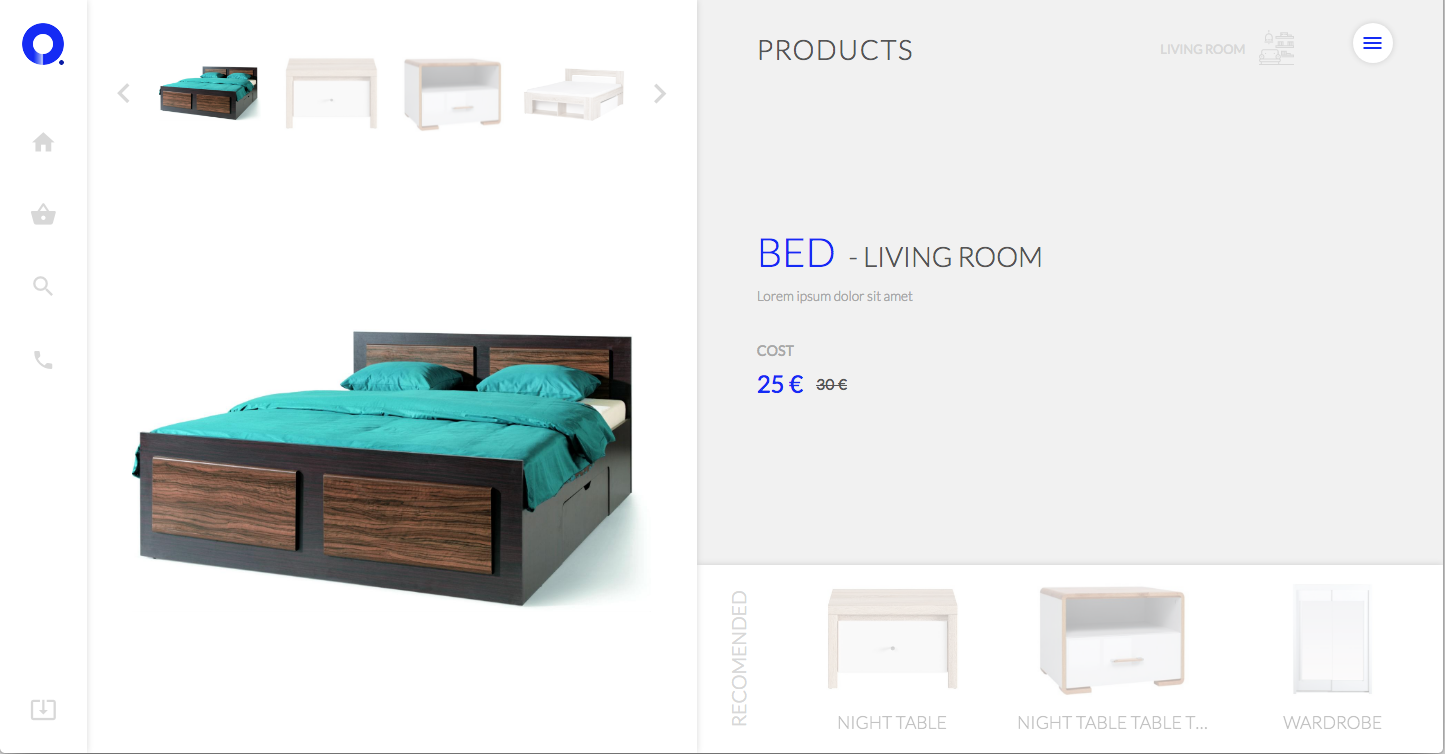 PRODUCTS
LIVING ROOM
BED - LIVING ROOM
Lorem ipsum dolor sit amet
COST
25 € 30 €
RECOMENDED
NIGHT TABLE
NIGHT TABLE TABLE T...
WARDROBE